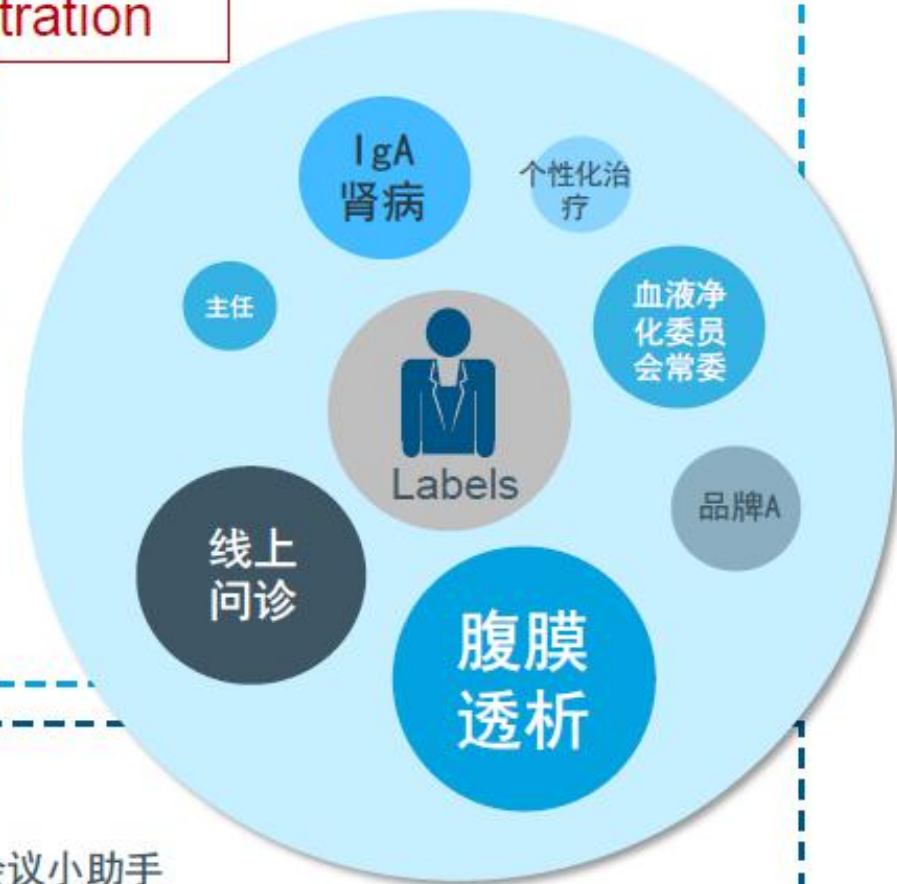 tration
IgA
肾病
个性化治
疗
主任
血液净
化委员
会常委
Labels
品牌A
线上
问诊
腹膜
透析
议小助手